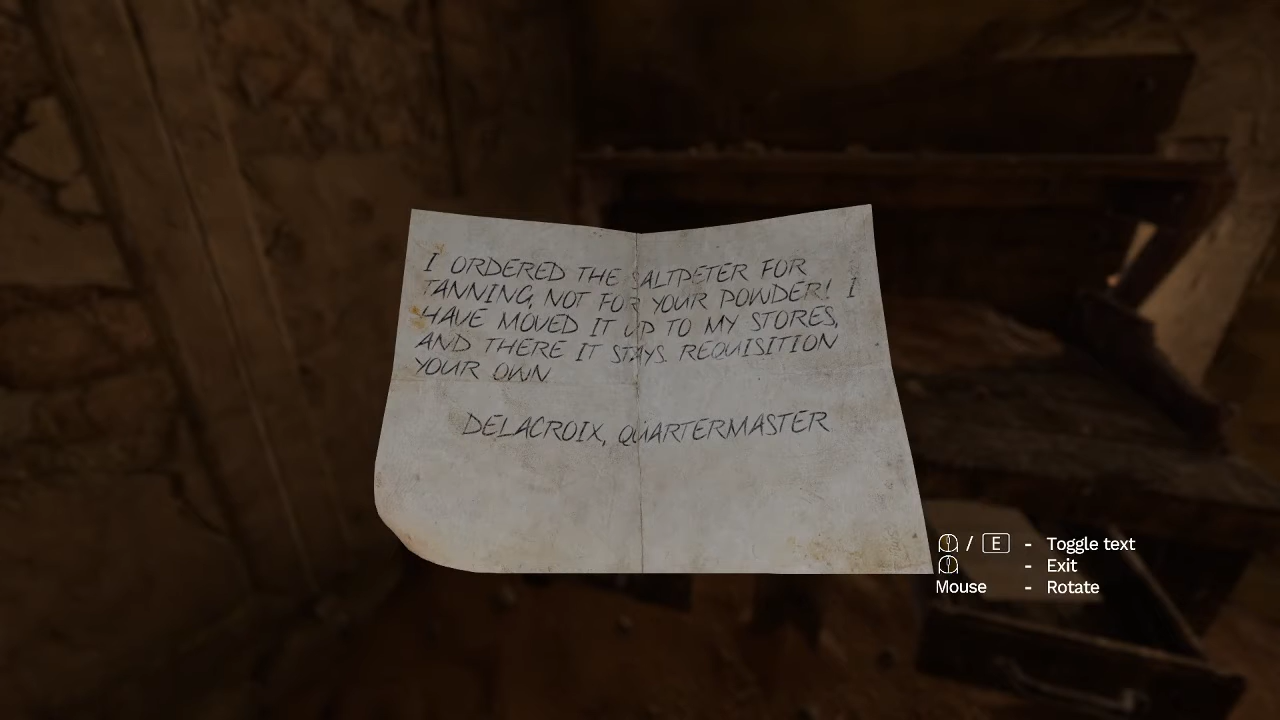 I ORDERED THE SALTPETER FOR
TANNING, NOT FOR YOUR POWDER! I
HAVE MOVED IT UP TO MY STORES,
AND THERE IT STAYS. REQUISITION
YOUR OWN.
DELACROIX, QUARTERMASTER
/ E - Toggle text
- Exit
Mouse - Rotate